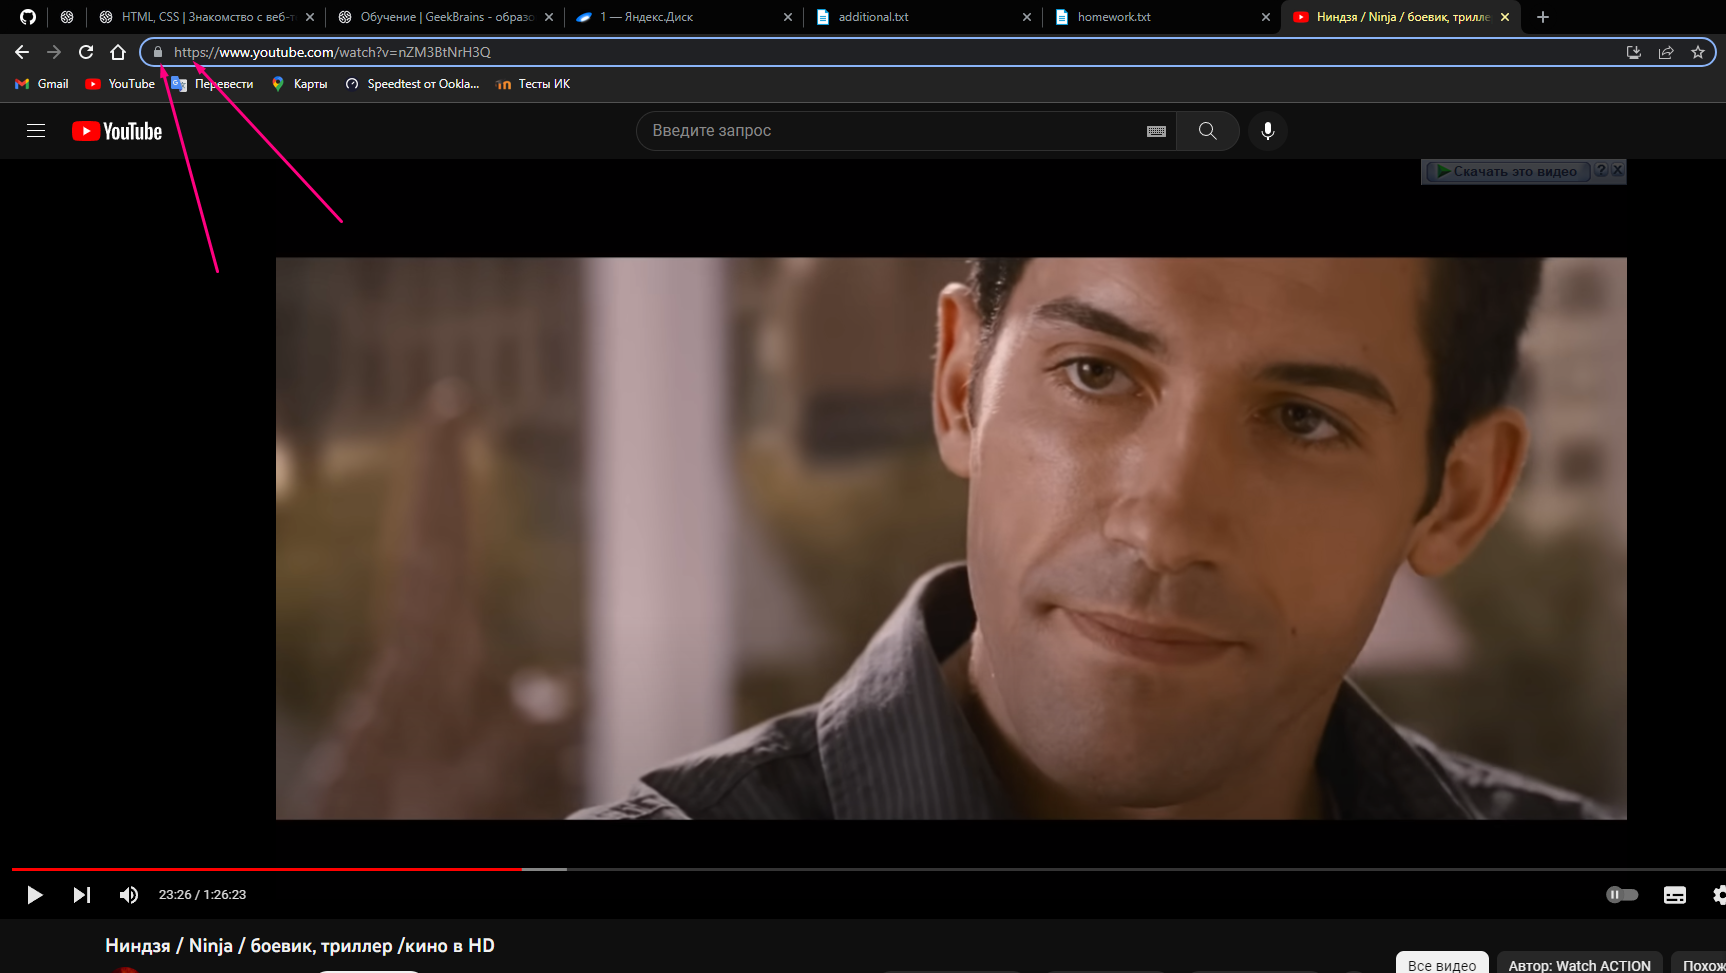 HTML, CSS | Знакомство с веб-т
Обучение | GeekBrains - образо
1 — Яндекс.Диск
additional.txt
homework.txt
Ниндзя / Ninja / боевик, трилле
https://www.youtube.com/watch?v=nZM3BtNrH3Q
Gmail
YouTube
Перевести
Карты
Speedtest от Ookla...
Тесты ИК
YouTube
Введите запрос
Скачать это видео ? X
23:26 / 1:26:23
Ниндзя / Ninja / боевик, триллер /кино в HD
Все видео
Автор: Watch ACTION
Похож